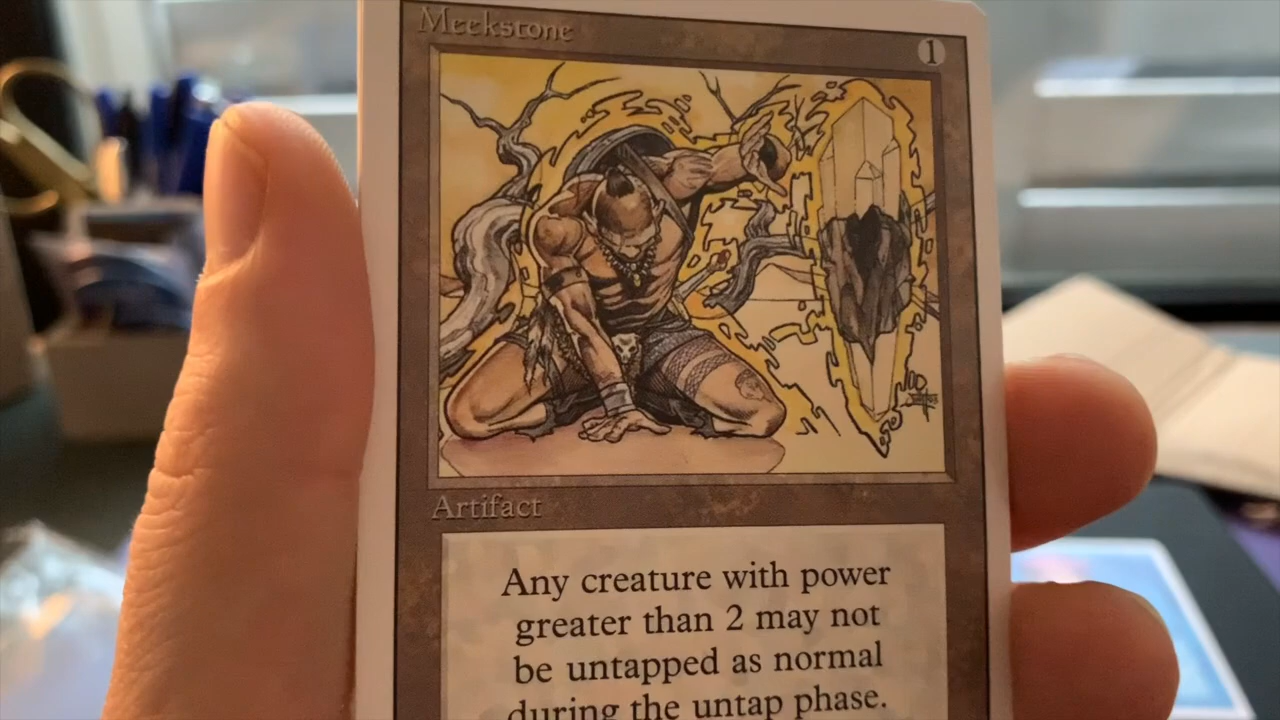 Meekstone
1
Artifact
Any creature with power
greater than 2 may not
be untapped as normal
during the untap phase.